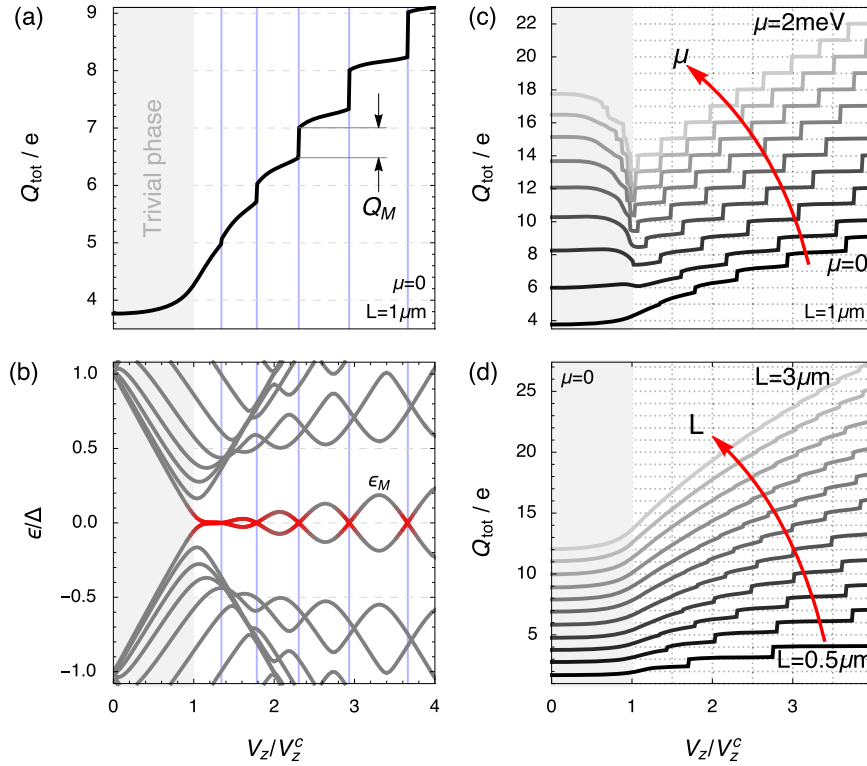 (a)
9
8
7
6
5
4
Q_tot / e
Trivial phase
Q_M
μ=0
L=1μm
(b)
1.0
0.5
0.0
-0.5
-1.0
ϵ/Δ
ϵ_M
0 1 2 3 4
V_z/V_z^c
(c)
22
20
18
16
14
12
10
8
6
4
Q_tot / e
μ=2meV
μ
μ=0
L=1μm
(d)
25
20
15
10
5
Q_tot / e
μ=0
L=3μm
L
L=0.5μm
0 1 2 3
V_z/V_z^c